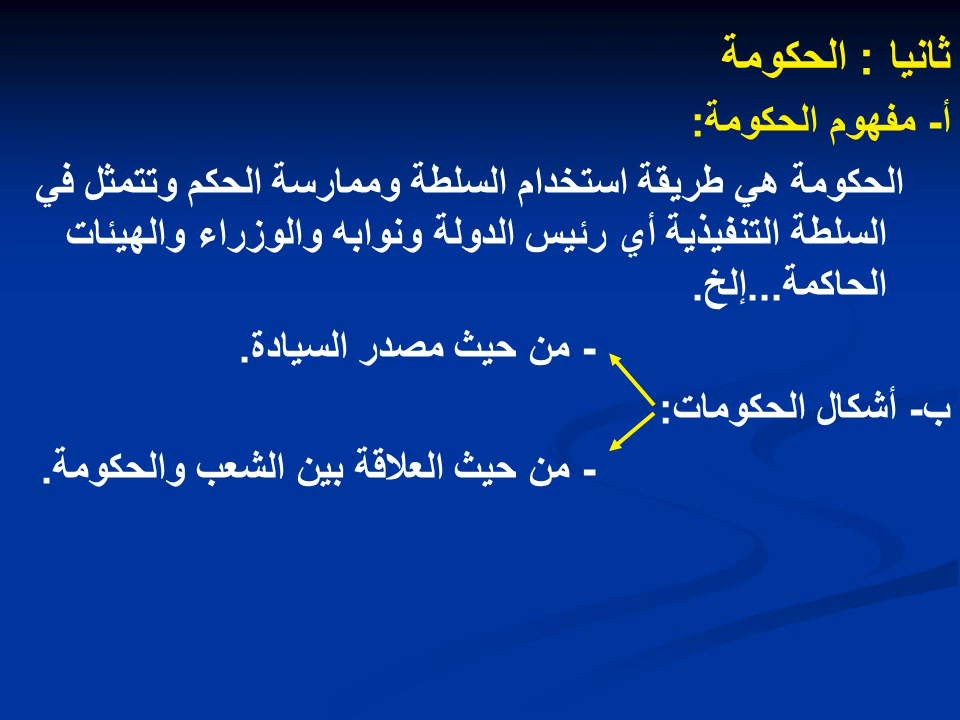 ثانيا : الحكومة
أ- مفهوم الحكومة:
الحكومة هي طريقة استخدام السلطة وممارسة الحكم وتتمثل في
السلطة التنفيذية أي رئيس الدولة ونوابه والوزراء والهيئات
الحاكمة...إلخ.
- من حيث مصدر السيادة.
ب- أشكال الحكومات:
- من حيث العلاقة بين الشعب والحكومة.